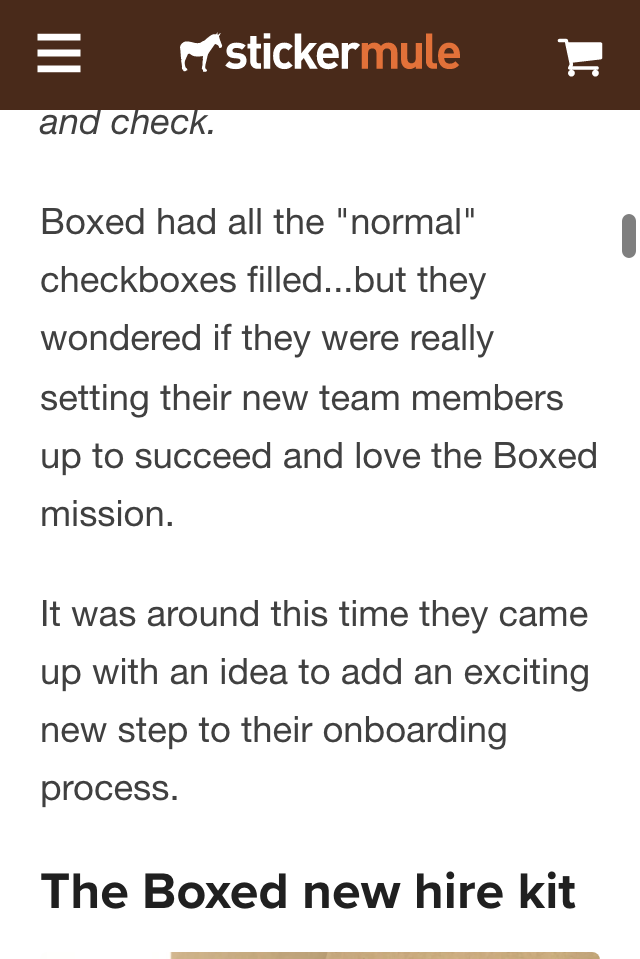 stickermule
and check.
Boxed had all the "normal"
checkboxes filled...but they
wondered if they were really
setting their new team members
up to succeed and love the Boxed
mission.
It was around this time they came
up with an idea to add an exciting
new step to their onboarding
process.
The Boxed new hire kit